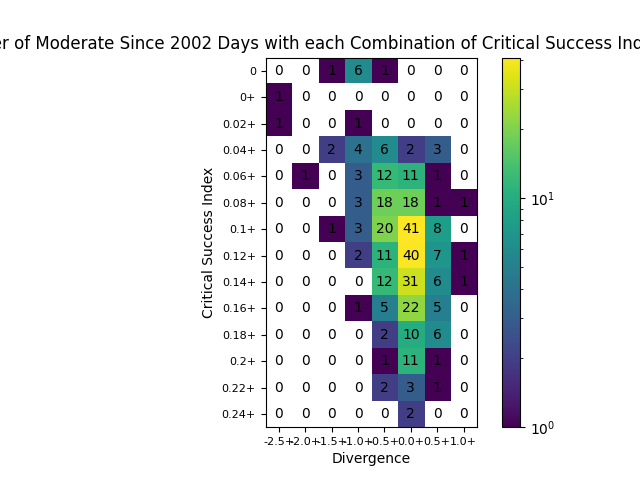 er of Moderate Since 2002 Days with each Combination of Critical Success Ind
0 0 0 1 6 1 0 0 0
0+ 1 0 0 0 0 0 0 0
0.02+ 1 0 0 1 0 0 0 0
0.04+ 0 0 2 4 6 2 3 0
0.06+ 0 1 0 3 12 11 1 0
0.08+ 0 0 0 3 18 18 1 1
0.1+ 0 0 1 3 20 41 8 0
0.12+ 0 0 0 2 11 40 7 1
0.14+ 0 0 0 0 12 31 6 1
0.16+ 0 0 0 1 5 22 5 0
0.18+ 0 0 0 0 2 10 6 0
0.2+ 0 0 0 0 1 11 1 0
0.22+ 0 0 0 0 2 3 1 0
0.24+ 0 0 0 0 0 2 0 0
-2.5+ -2.0+ -1.5+ -1.0+ -0.5+ 0.0+ 0.5+ 1.0+
Divergence
Critical Success Index
10¹
10⁰